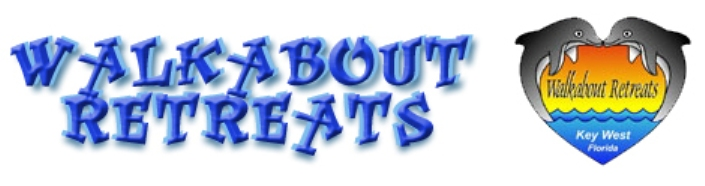 WALKABOUT
RETREATS
Walkabout Retreats
Key West
Florida